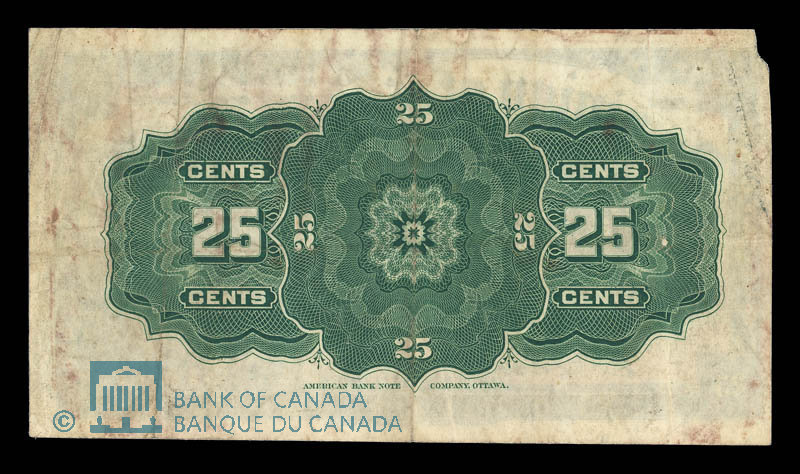 25
CENTS CENTS
25 25 25 25
CENTS CENTS
25
AMERICAN BANK NOTE COMPANY, OTTAWA.
© BANK OF CANADA
BANQUE DU CANADA